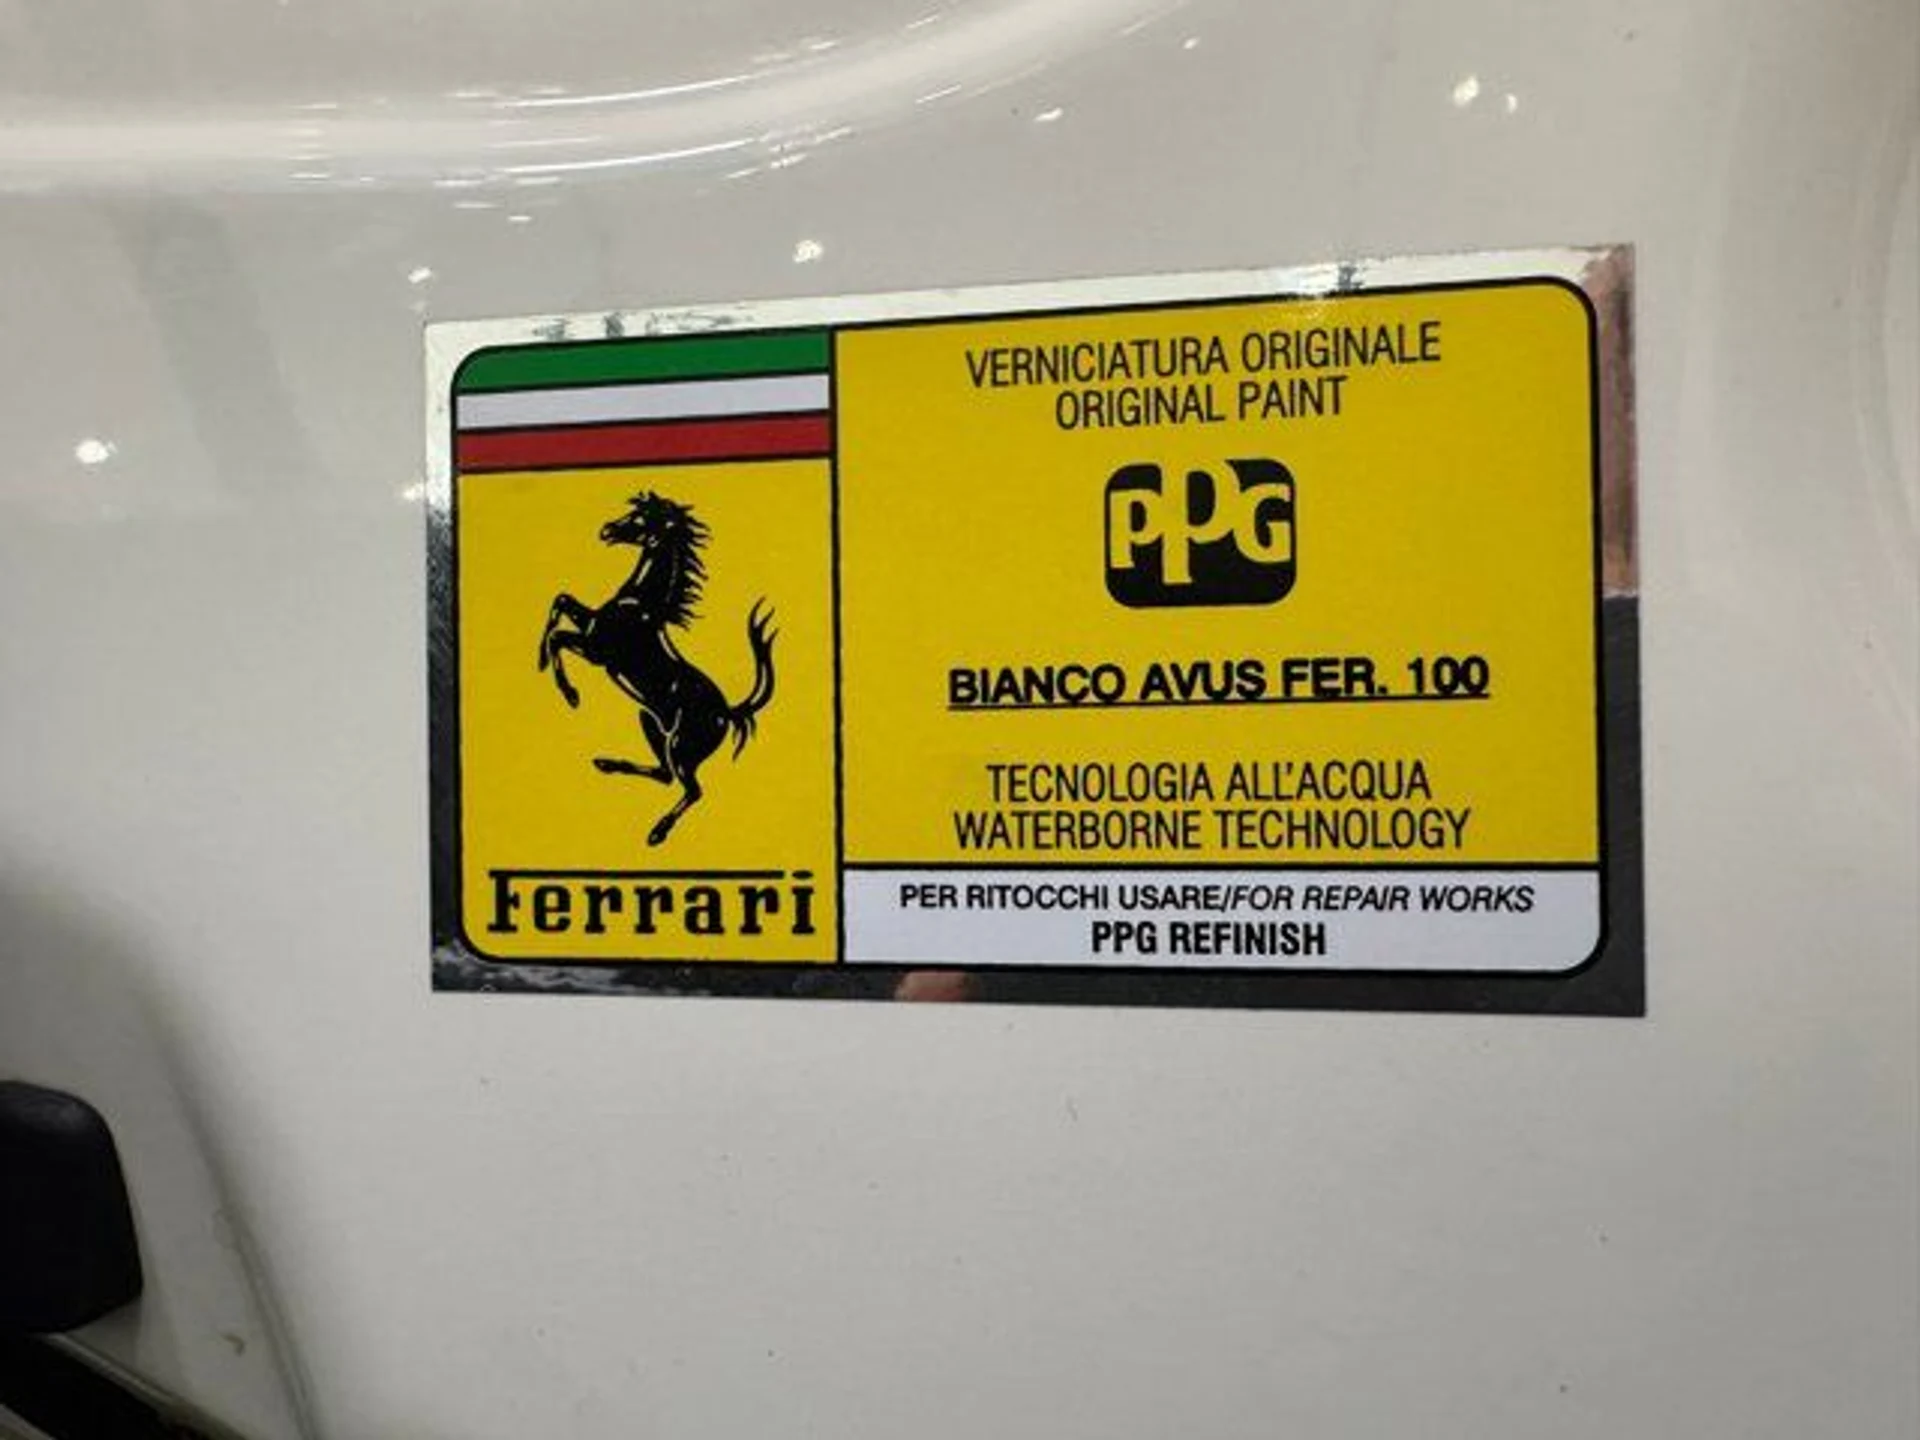 VERNICIATURA ORIGINALE
ORIGINAL PAINT
PPG
BIANCO AVUS FER. 100
TECNOLOGIA ALL'ACQUA
WATERBORNE TECHNOLOGY
Ferrari
PER RITOCCHI USARE/FOR REPAIR WORKS
PPG REFINISH